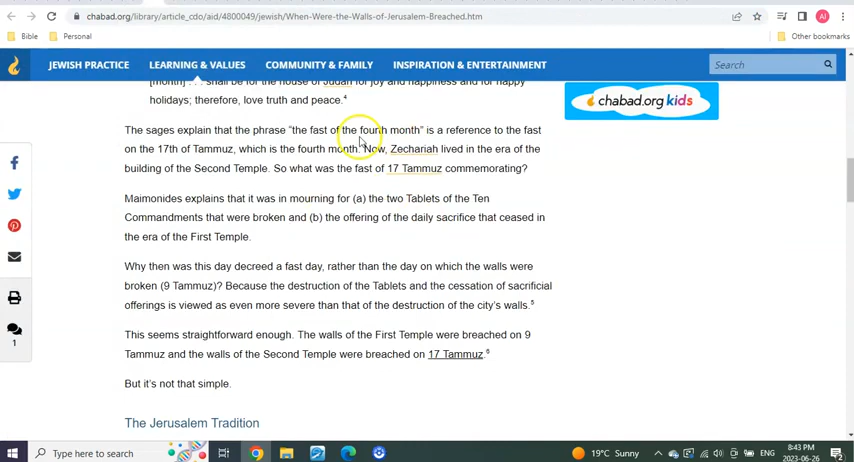 chabad.org/library/article_cdo/aid/4800049/jewish/When-Were-the-Walls-of-Jerusalem-Breached.htm
AI
Bible
Personal
Other bookmarks
JEWISH PRACTICE LEARNING & VALUES COMMUNITY & FAMILY INSPIRATION & ENTERTAINMENT
Search
[month] . . . shall be for the house of Judah for joy and happiness and for happy
holidays; therefore, love truth and peace.⁴
chabad.org kids
The sages explain that the phrase “the fast of the fourth month” is a reference to the fast
on the 17th of Tammuz, which is the fourth month. Now, Zechariah lived in the era of the
building of the Second Temple. So what was the fast of 17 Tammuz commemorating?
Maimonides explains that it was in mourning for (a) the two Tablets of the Ten
Commandments that were broken and (b) the offering of the daily sacrifice that ceased in
the era of the First Temple.
Why then was this day decreed a fast day, rather than the day on which the walls were
broken (9 Tammuz)? Because the destruction of the Tablets and the cessation of sacrificial
offerings is viewed as even more severe than that of the destruction of the city’s walls.⁵
1
This seems straightforward enough. The walls of the First Temple were breached on 9
Tammuz and the walls of the Second Temple were breached on 17 Tammuz.⁶
But it’s not that simple.
The Jerusalem Tradition
Type here to search
19°C Sunny
ENG
8:43 PM
2023-06-26
2